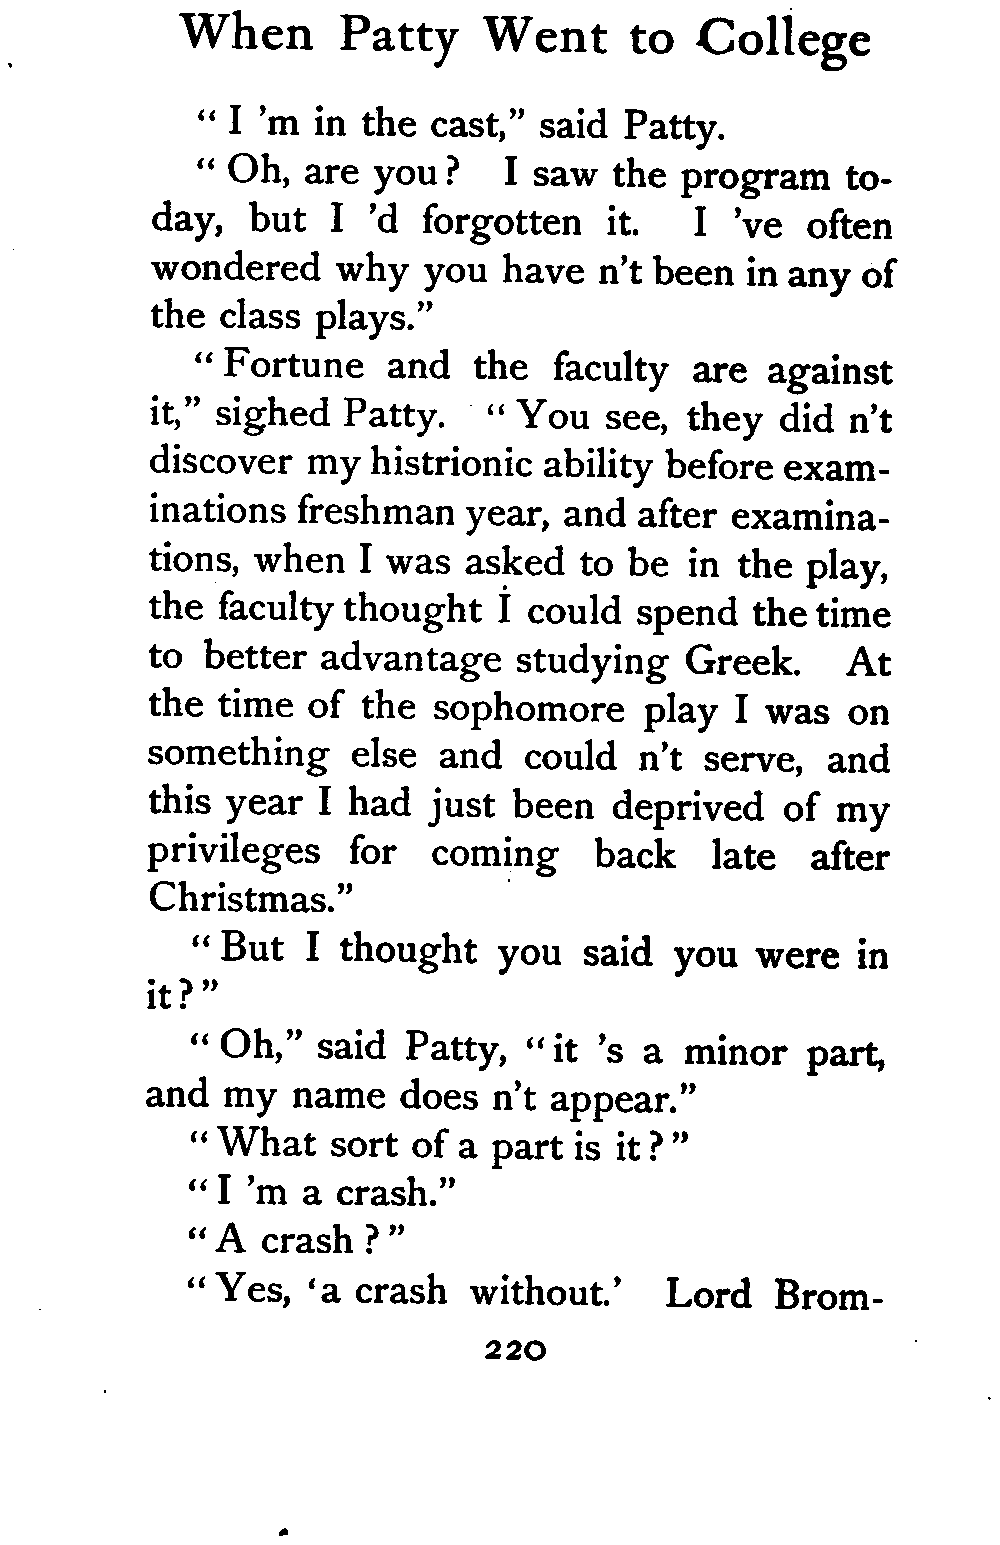 When Patty Went to College
“ I ’m in the cast,” said Patty.
“ Oh, are you ? I saw the program to-
day, but I ’d forgotten it. I ’ve often
wondered why you have n’t been in any of
the class plays.”
“ Fortune and the faculty are against
it,” sighed Patty. “ You see, they did n’t
discover my histrionic ability before exam-
inations freshman year, and after examina-
tions, when I was asked to be in the play,
the faculty thought I could spend the time
to better advantage studying Greek. At
the time of the sophomore play I was on
something else and could n’t serve, and
this year I had just been deprived of my
privileges for coming back late after
Christmas.”
“ But I thought you said you were in
it ? ”
“ Oh,” said Patty, “ it ’s a minor part,
and my name does n’t appear.”
“ What sort of a part is it ? ”
“ I ’m a crash.”
“ A crash ? ”
“ Yes, ‘a crash without.’ Lord Brom-
220